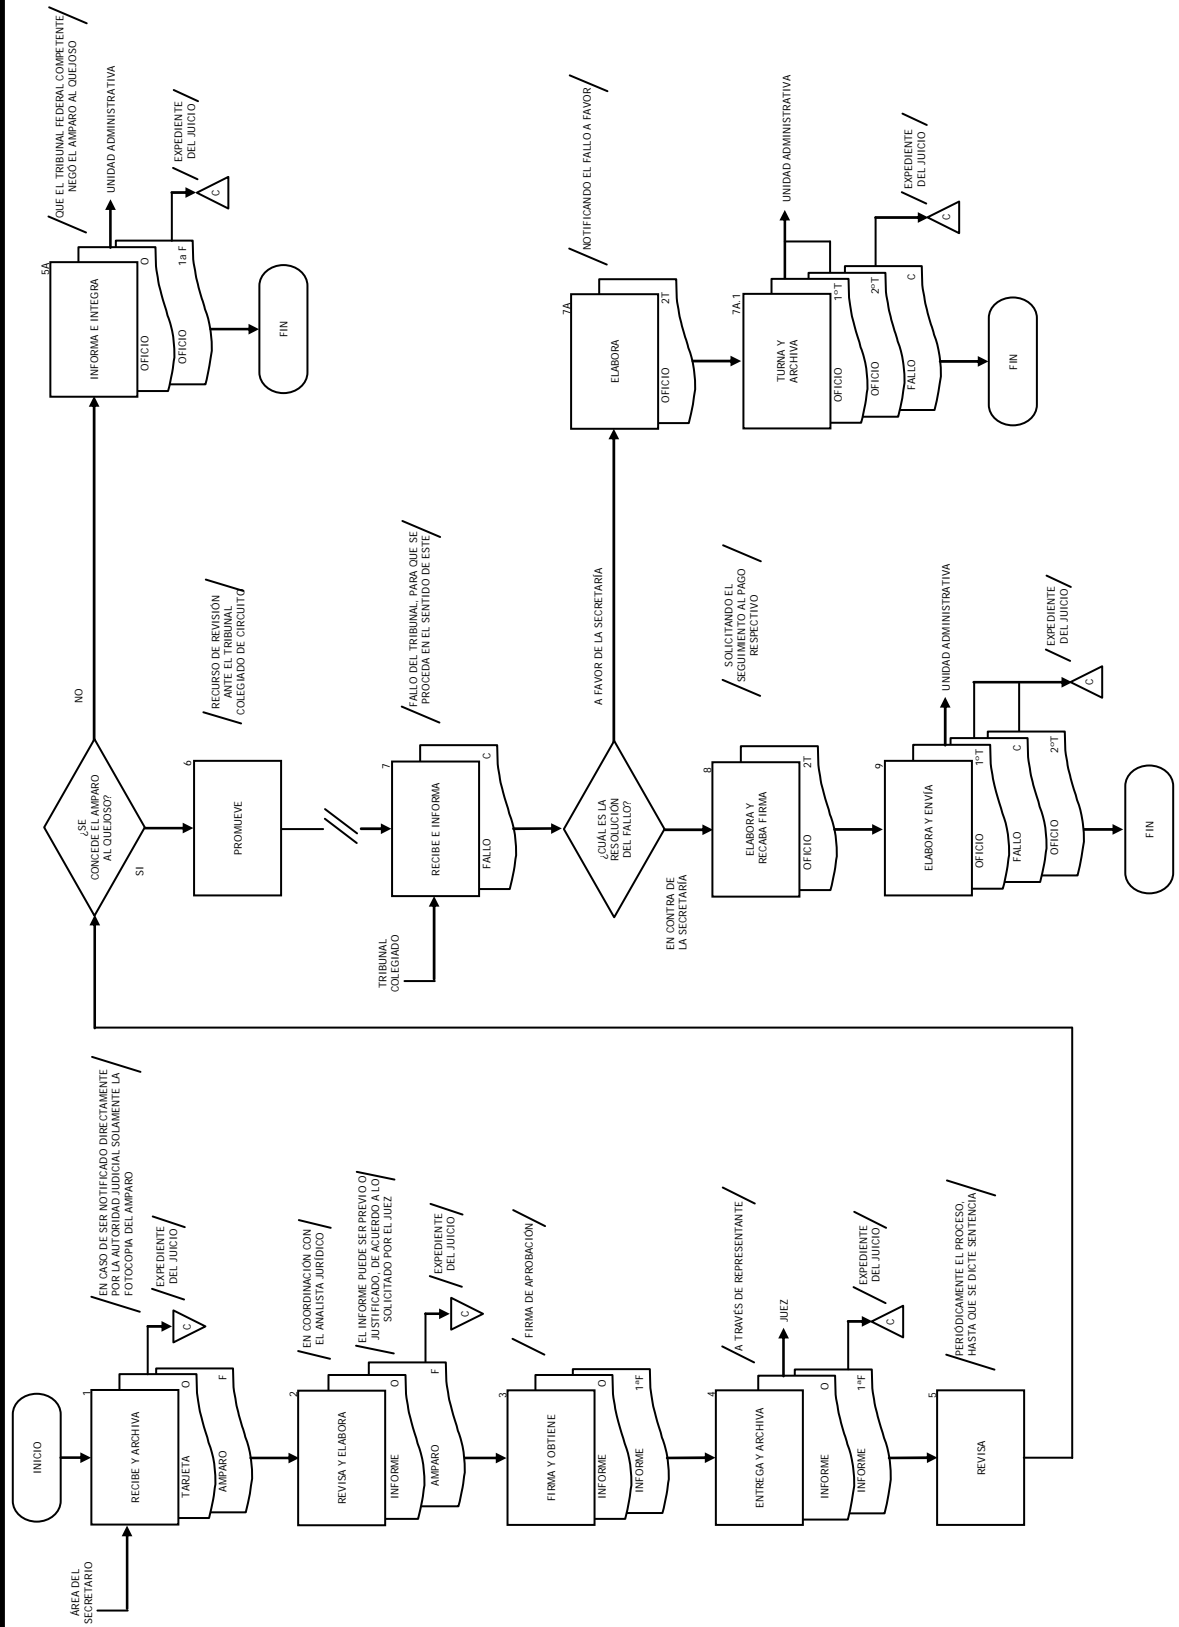 INICIO
ÁREA DEL
SECRETARIO
1
RECIBE Y ARCHIVA
TARJETA
O
AMPARO
F
EN CASO DE SER NOTIFICADO DIRECTAMENTE
POR LA AUTORIDAD JUDICIAL SOLAMENTE LA
FOTOCOPIA DEL AMPARO
EXPEDIENTE
DEL JUICIO
C
2
REVISA Y ELABORA
INFORME
O
AMPARO
F
EN COORDINACIÓN CON
EL ANALISTA JURÍDICO
EL INFORME PUEDE SER PREVIO O
JUSTIFICADO, DE ACUERDO A LO
SOLICITADO POR EL JUEZ
EXPEDIENTE
DEL JUICIO
C
3
FIRMA Y OBTIENE
INFORME
O
INFORME
1ªF
FIRMA DE APROBACIÓN
4
ENTREGA Y ARCHIVA
INFORME
O
INFORME
1ªF
A TRAVÉS DE REPRESENTANTE
JUEZ
EXPEDIENTE
DEL JUICIO
C
5
REVISA
PERIÓDICAMENTE EL PROCESO,
HASTA QUE SE DICTE SENTENCIA
¿SE
CONCEDE EL AMPARO
AL QUEJOSO?
NO
SI
6
PROMUEVE
RECURSO DE REVISIÓN
ANTE EL TRIBUNAL
COLEGIADO DE CIRCUITO
TRIBUNAL
COLEGIADO
7
RECIBE E INFORMA
FALLO
C
FALLO DEL TRIBUNAL, PARA QUE SE
PROCEDA EN EL SENTIDO DE ESTE
¿CUÁL ES LA
RESOLUCIÓN
DEL FALLO?
A FAVOR DE LA SECRETARÍA
EN CONTRA DE
LA SECRETARÍA
8
ELABORA Y
RECABA FIRMA
OFICIO
2T
SOLICITANDO EL
SEGUIMIENTO AL PAGO
RESPECTIVO
9
ELABORA Y ENVÍA
OFICIO
1ºT
FALLO
C
OFICIO
2ºT
UNIDAD ADMINISTRATIVA
EXPEDIENTE
DEL JUICIO
C
FIN
5A
INFORMA E INTEGRA
OFICIO
O
OFICIO
1a F
QUE EL TRIBUNAL FEDERAL COMPETENTE
NEGÓ EL AMPARO AL QUEJOSO
UNIDAD ADMINISTRATIVA
EXPEDIENTE
DEL JUICIO
C
FIN
7A
ELABORA
OFICIO
2T
NOTIFICANDO EL FALLO A FAVOR
7A.1
TURNA Y
ARCHIVA
OFICIO
1ºT
OFICIO
2ºT
FALLO
C
UNIDAD ADMINISTRATIVA
EXPEDIENTE
DEL JUICIO
C
FIN